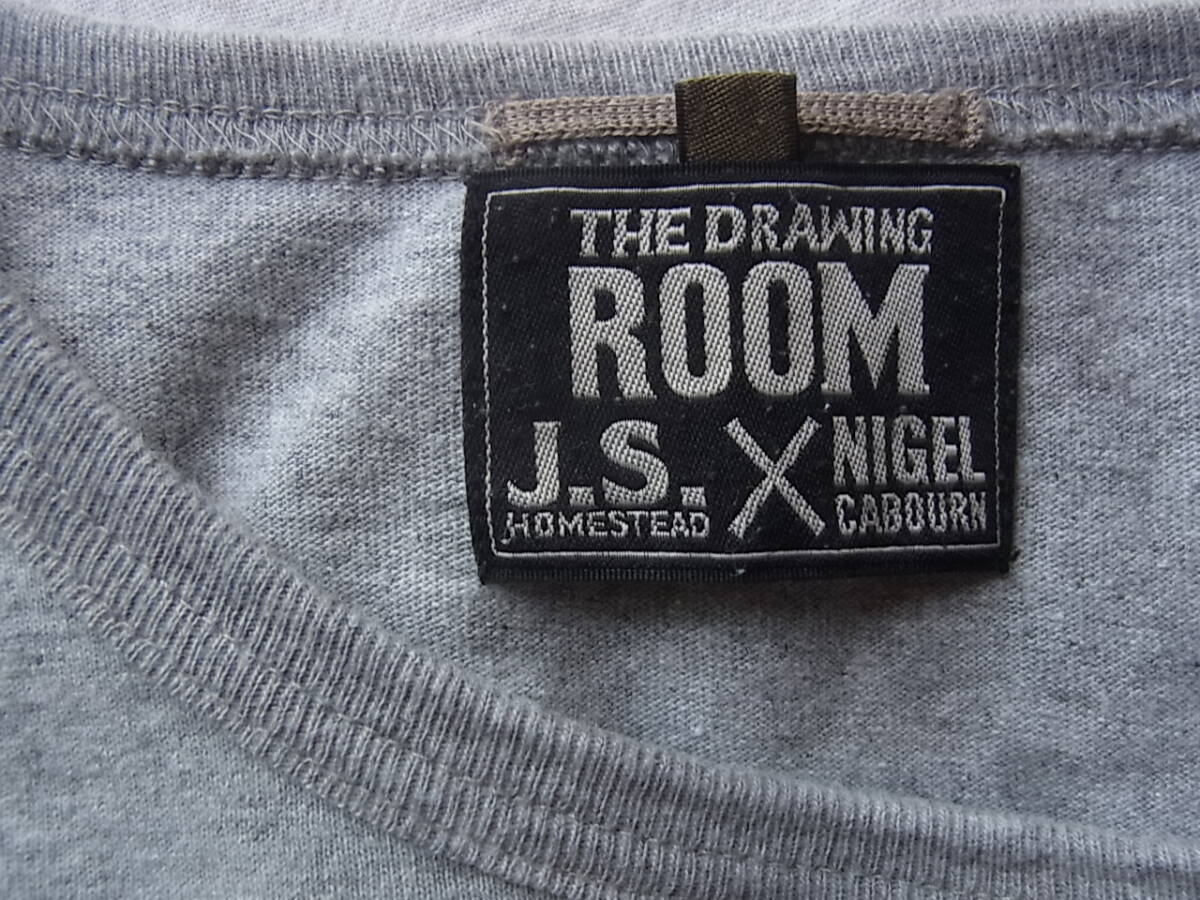 THE DRAWING
ROOM
J.S. X NIGEL
HOMESTEAD CABOURN